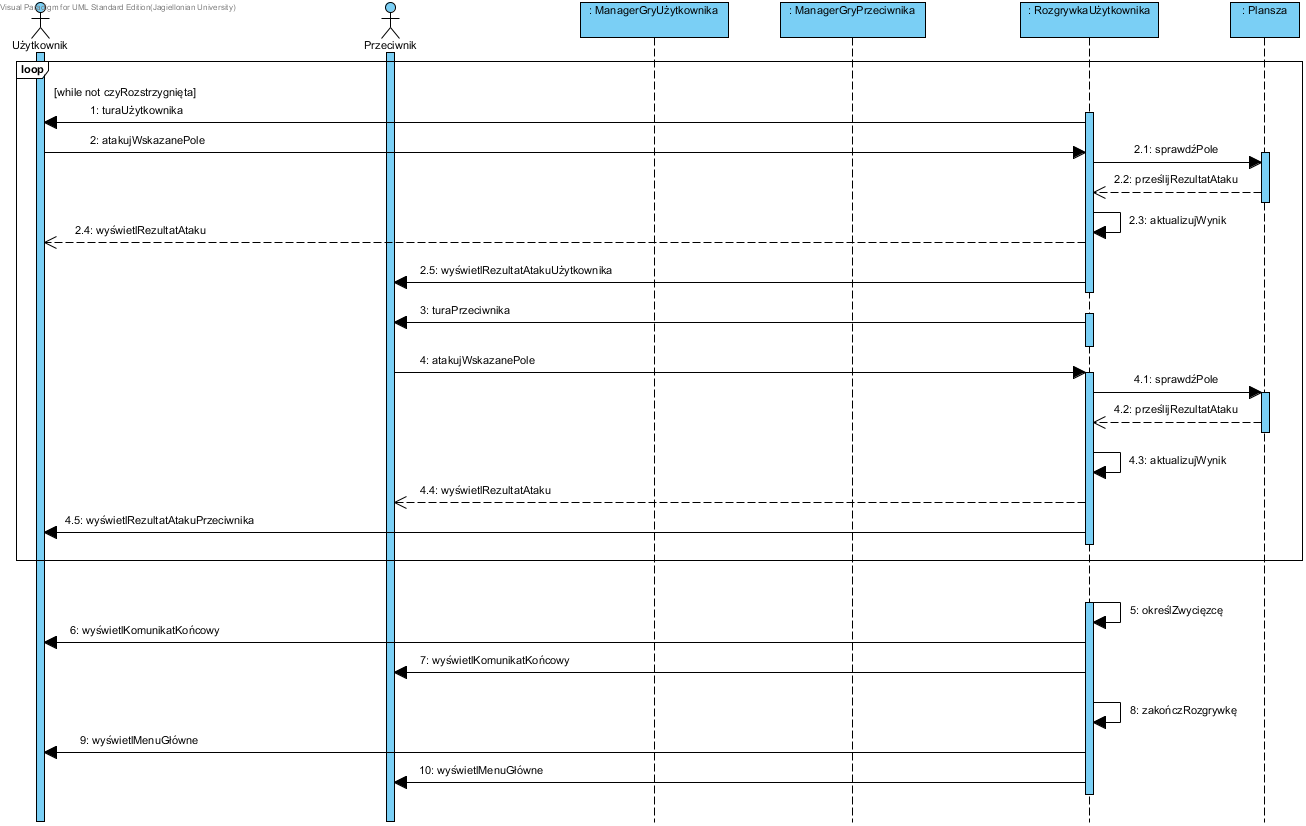 Visual Paradigm for UML Standard Edition(Jagiellonian University)
: ManagerGryUżytkownika
: ManagerGryPrzeciwnika
: RozgrywkaUżytkownika
: Plansza
Użytkownik
Przeciwnik
loop
[while not czyRozstrzygnięta]
1: turaUżytkownika
2: atakujWskazanePole
2.1: sprawdźPole
2.2: prześlijRezultatAtaku
2.3: aktualizujWynik
2.4: wyświetlRezultatAtaku
2.5: wyświetlRezultatAtakuUżytkownika
3: turaPrzeciwnika
4: atakujWskazanePole
4.1: sprawdźPole
4.2: prześlijRezultatAtaku
4.3: aktualizujWynik
4.4: wyświetlRezultatAtaku
4.5: wyświetlRezultatAtakuPrzeciwnika
5: określZwycięzcę
6: wyświetlKomunikatKońcowy
7: wyświetlKomunikatKońcowy
8: zakończRozgrywkę
9: wyświetlMenuGłówne
10: wyświetlMenuGłówne